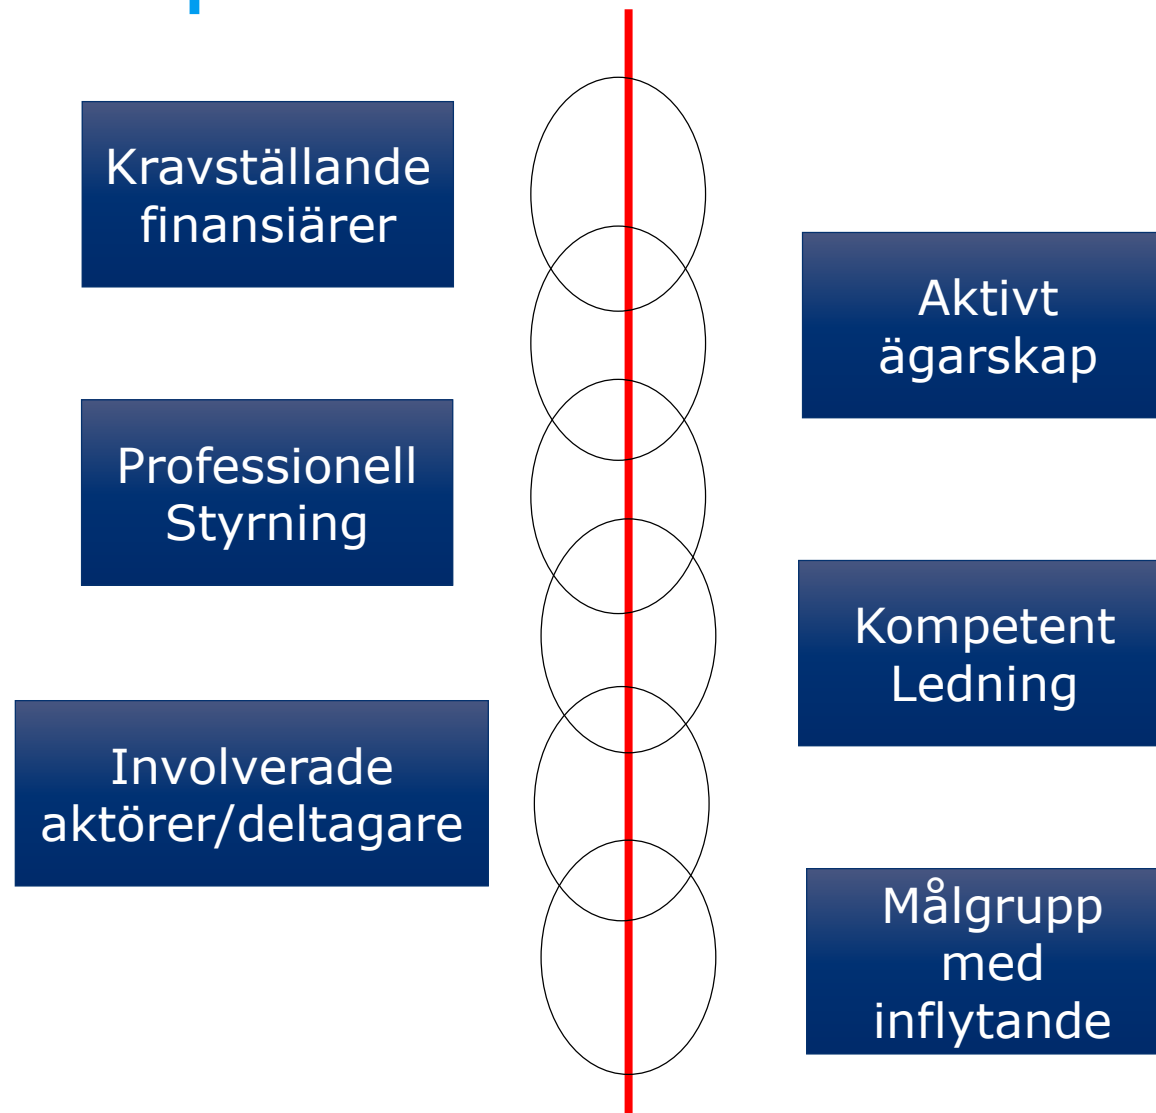 Kravställande
finansiärer
Aktivt
ägarskap
Professionell
Styrning
Kompetent
Ledning
Involverade
aktörer/deltagare
Målgrupp
med
inflytande